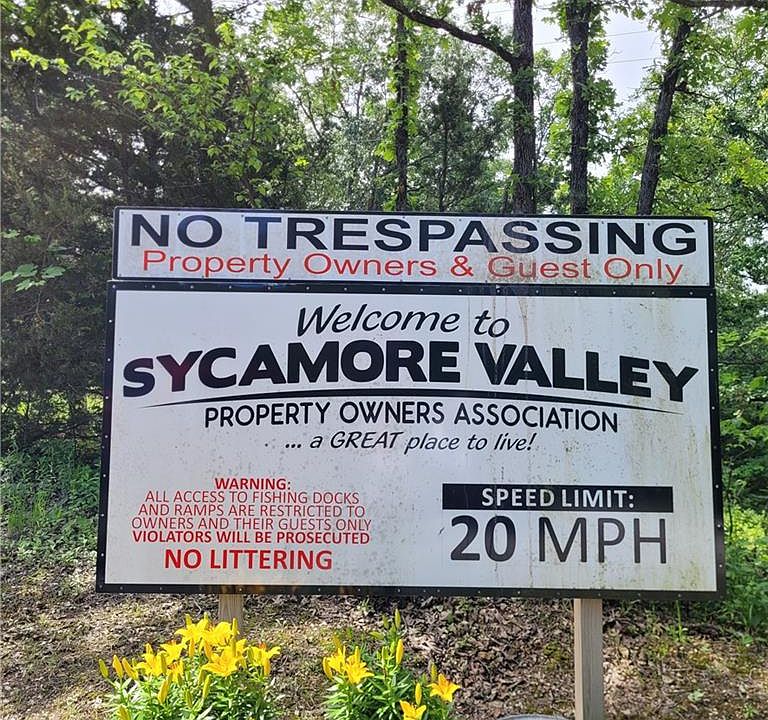 NO TRESPASSING
Property Owners & Guest Only
Welcome to
SYCAMORE VALLEY
PROPERTY OWNERS ASSOCIATION
... a GREAT place to live!
WARNING:
ALL ACCESS TO FISHING DOCKS
AND RAMPS ARE RESTRICTED TO
OWNERS AND THEIR GUESTS ONLY
VIOLATORS WILL BE PROSECUTED
NO LITTERING
SPEED LIMIT:
20 MPH